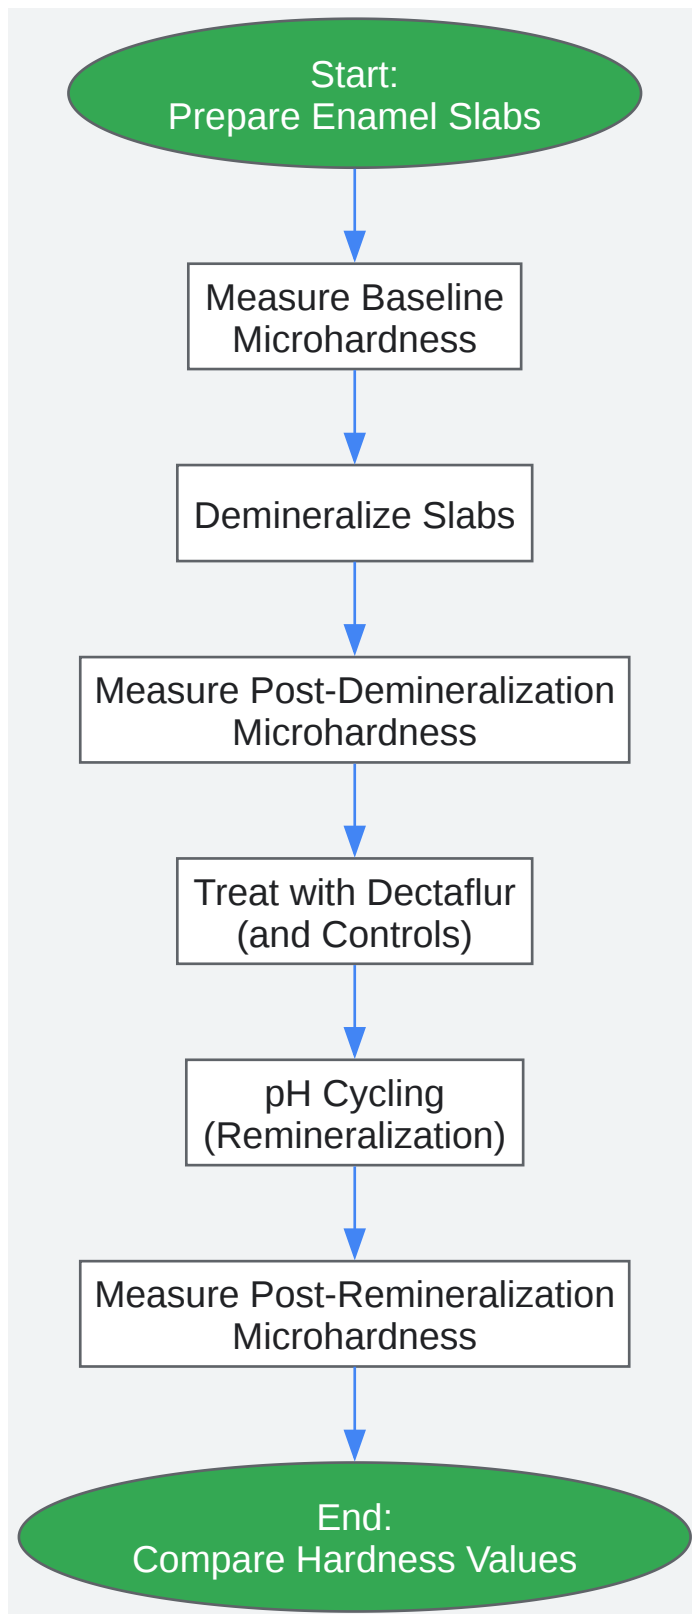 Start:
Prepare Enamel Slabs
Measure Baseline
Microhardness
Demineralize Slabs
Measure Post-Demineralization
Microhardness
Treat with Dectaflur
(and Controls)
pH Cycling
(Remineralization)
Measure Post-Remineralization
Microhardness
End:
Compare Hardness Values